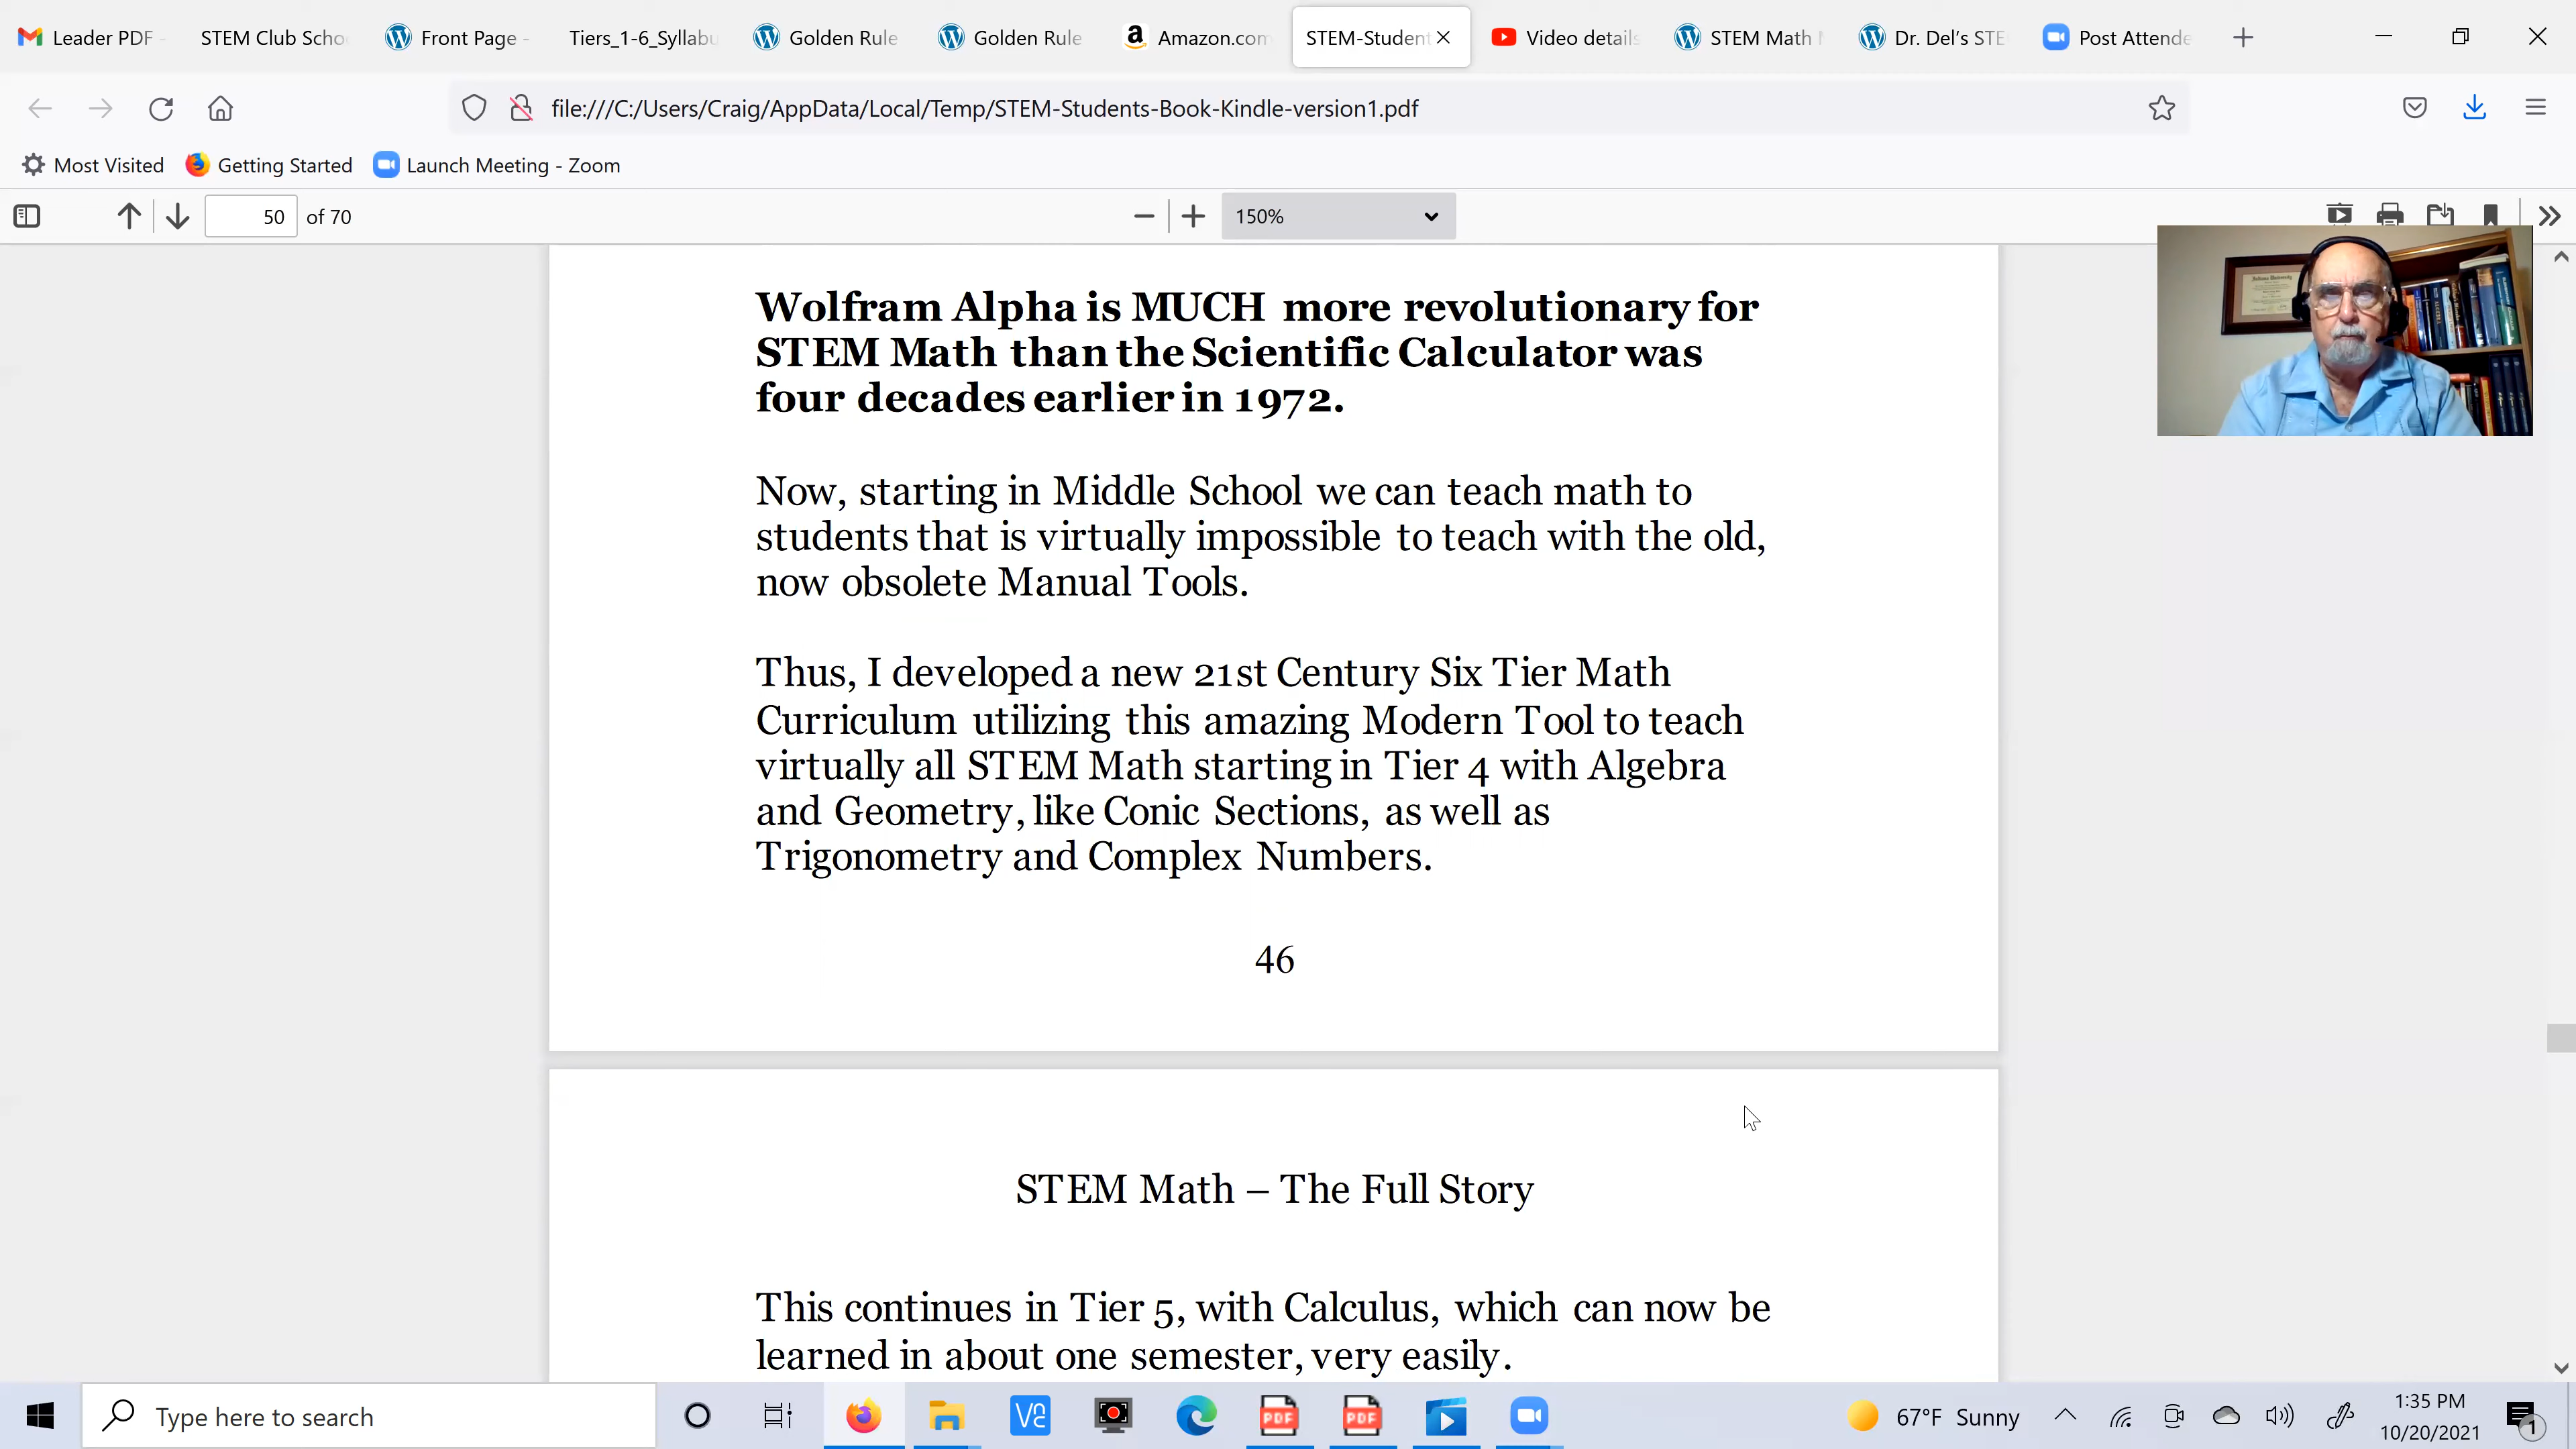 Leader PDF -
STEM Club Scho
Front Page -
Tiers_1-6_Syllabu
Golden Rule
Golden Rule
Amazon.com
STEM-Student
Video details
STEM Math M
Dr. Del's STE
Post Attende
file:///C:/Users/Craig/AppData/Local/Temp/STEM-Students-Book-Kindle-version1.pdf
Most Visited
Getting Started
Launch Meeting - Zoom
50 of 70
150%
Wolfram Alpha is MUCH more revolutionary for
STEM Math than the Scientific Calculator was
four decades earlier in 1972.
Now, starting in Middle School we can teach math to
students that is virtually impossible to teach with the old,
now obsolete Manual Tools.
Thus, I developed a new 21st Century Six Tier Math
Curriculum utilizing this amazing Modern Tool to teach
virtually all STEM Math starting in Tier 4 with Algebra
and Geometry, like Conic Sections, as well as
Trigonometry and Complex Numbers.
46
STEM Math – The Full Story
This continues in Tier 5, with Calculus, which can now be
learned in about one semester, very easily.
Type here to search
PDF
PDF
67°F Sunny
1:35 PM
10/20/2021
1